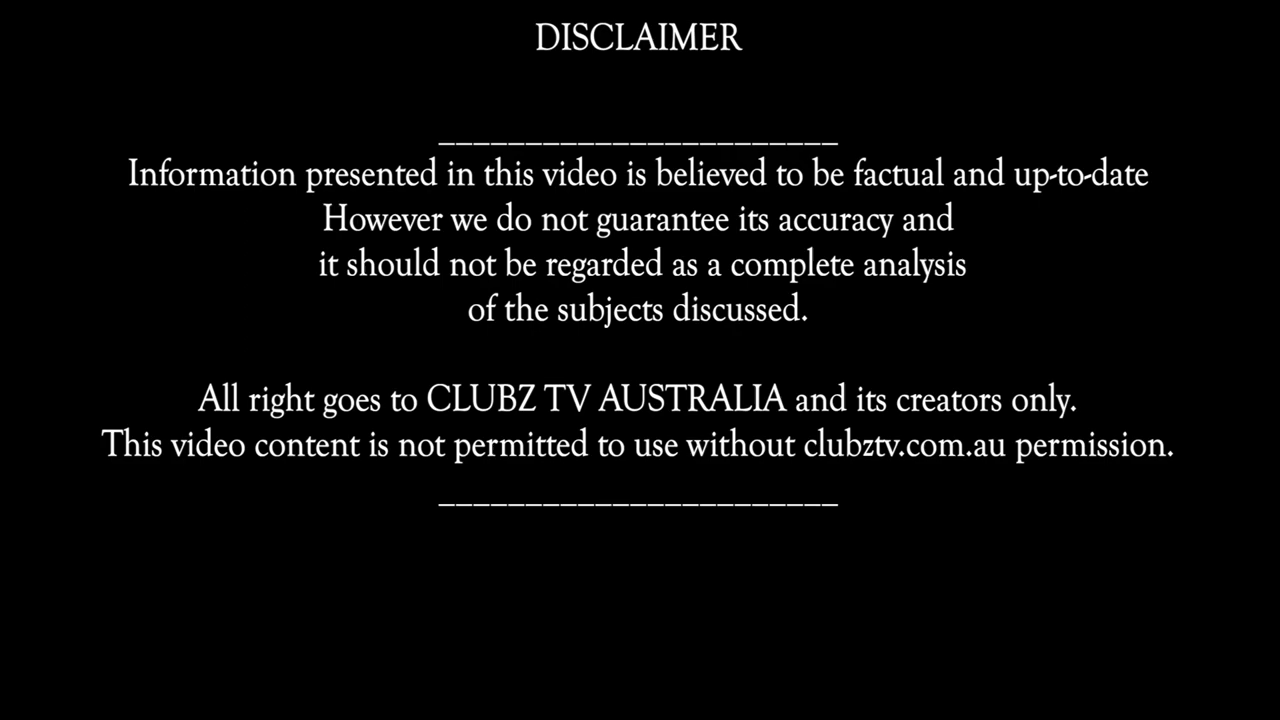 DISCLAIMER
_______________________
Information presented in this video is believed to be factual and up-to-date
However we do not guarantee its accuracy and
it should not be regarded as a complete analysis
of the subjects discussed.
All right goes to CLUBZ TV AUSTRALIA and its creators only.
This video content is not permitted to use without clubztv.com.au permission.
_______________________